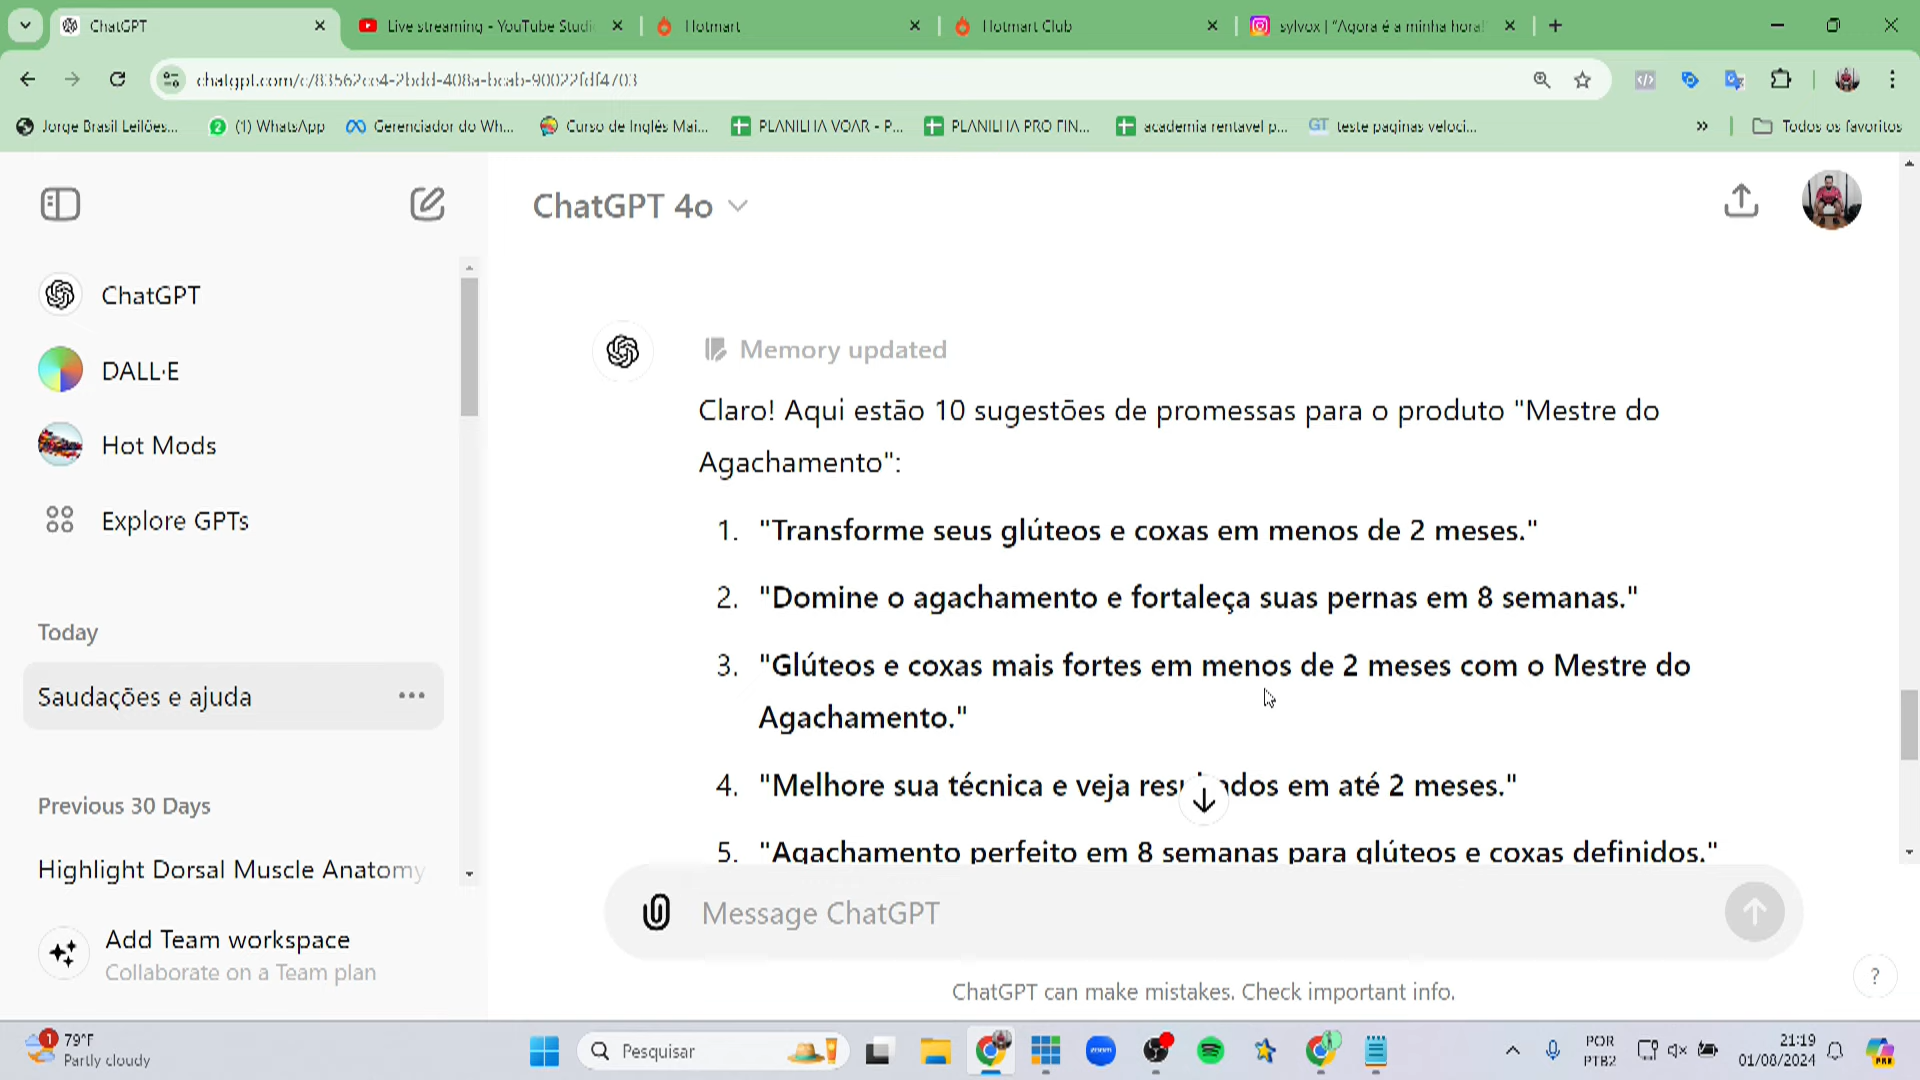 ChatGPT
Live streaming - YouTube Studi
Hotmart
Hotmart Club
sylvox | "Agora é a minha hora!
chatgpt.com/c/83562ce4-2bdd-408a-bcab-90022fdf4703
Jorge Brasil Leilões...
(1) WhatsApp
Gerenciador do Wh...
Curso de Inglês Mai...
PLANILHA VOAR - P...
PLANILHA PRO FIN...
academia rentavel p...
GT teste paginas veloci...
Todos os favoritos
ChatGPT 4o
ChatGPT
DALL·E
Hot Mods
Explore GPTs
Today
Saudações e ajuda
Previous 30 Days
Highlight Dorsal Muscle Anatomy
Add Team workspace
Collaborate on a Team plan
Memory updated
Claro! Aqui estão 10 sugestões de promessas para o produto "Mestre do
Agachamento":
1. "Transforme seus glúteos e coxas em menos de 2 meses."
2. "Domine o agachamento e fortaleça suas pernas em 8 semanas."
3. "Glúteos e coxas mais fortes em menos de 2 meses com o Mestre do
Agachamento."
4. "Melhore sua técnica e veja resultados em até 2 meses."
5. "Agachamento perfeito em 8 semanas para glúteos e coxas definidos."
Message ChatGPT
ChatGPT can make mistakes. Check important info.
?
1
79°F
Partly cloudy
Pesquisar
zoom
POR
PTB2
21:19
01/08/2024
PRE